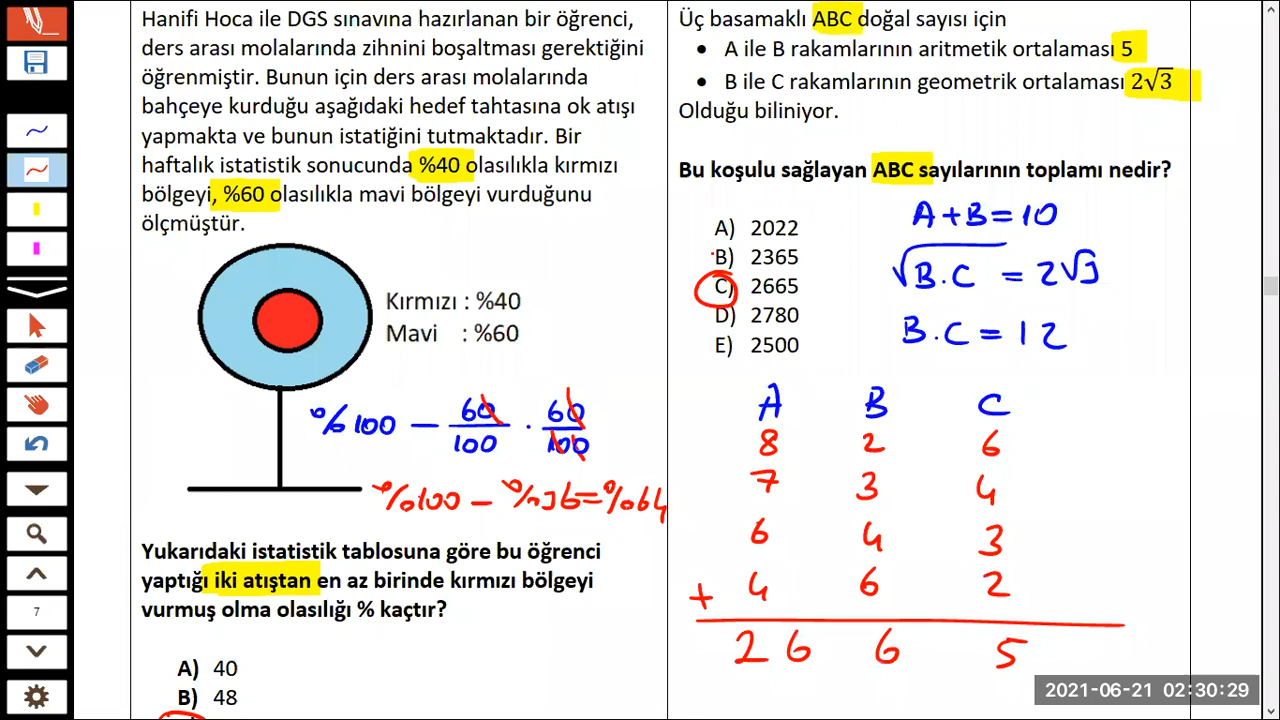 Hanifi Hoca ile DGS sınavına hazırlanan bir öğrenci,
ders arası molalarında zihnini boşaltması gerektiğini
öğrenmiştir. Bunun için ders arası molalarında
bahçeye kurduğu aşağıdaki hedef tahtasına ok atışı
yapmakta ve bunun istatiğini tutmaktadır. Bir
haftalık istatistik sonucunda %40 olasılıkla kırmızı
bölgeyi, %60 olasılıkla mavi bölgeyi vurduğunu
ölçmüştür.
Kırmızı : %40
Mavi : %60
%100 − 60/100 · 60/100
%100 − %36 = %64
Yukarıdaki istatistik tablosuna göre bu öğrenci
yaptığı iki atıştan en az birinde kırmızı bölgeyi
vurmuş olma olasılığı % kaçtır?
A) 40
B) 48
Üç basamaklı ABC doğal sayısı için
• A ile B rakamlarının aritmetik ortalaması 5
• B ile C rakamlarının geometrik ortalaması 2√3
Olduğu biliniyor.
Bu koşulu sağlayan ABC sayılarının toplamı nedir?
A) 2022
B) 2365
C) 2665
D) 2780
E) 2500
A + B = 10
√B.C = 2√3
B.C = 12
A B C
8 2 6
7 3 4
6 4 3
+ 4 6 2
26 6 5
7
2021-06-21 02:30:29